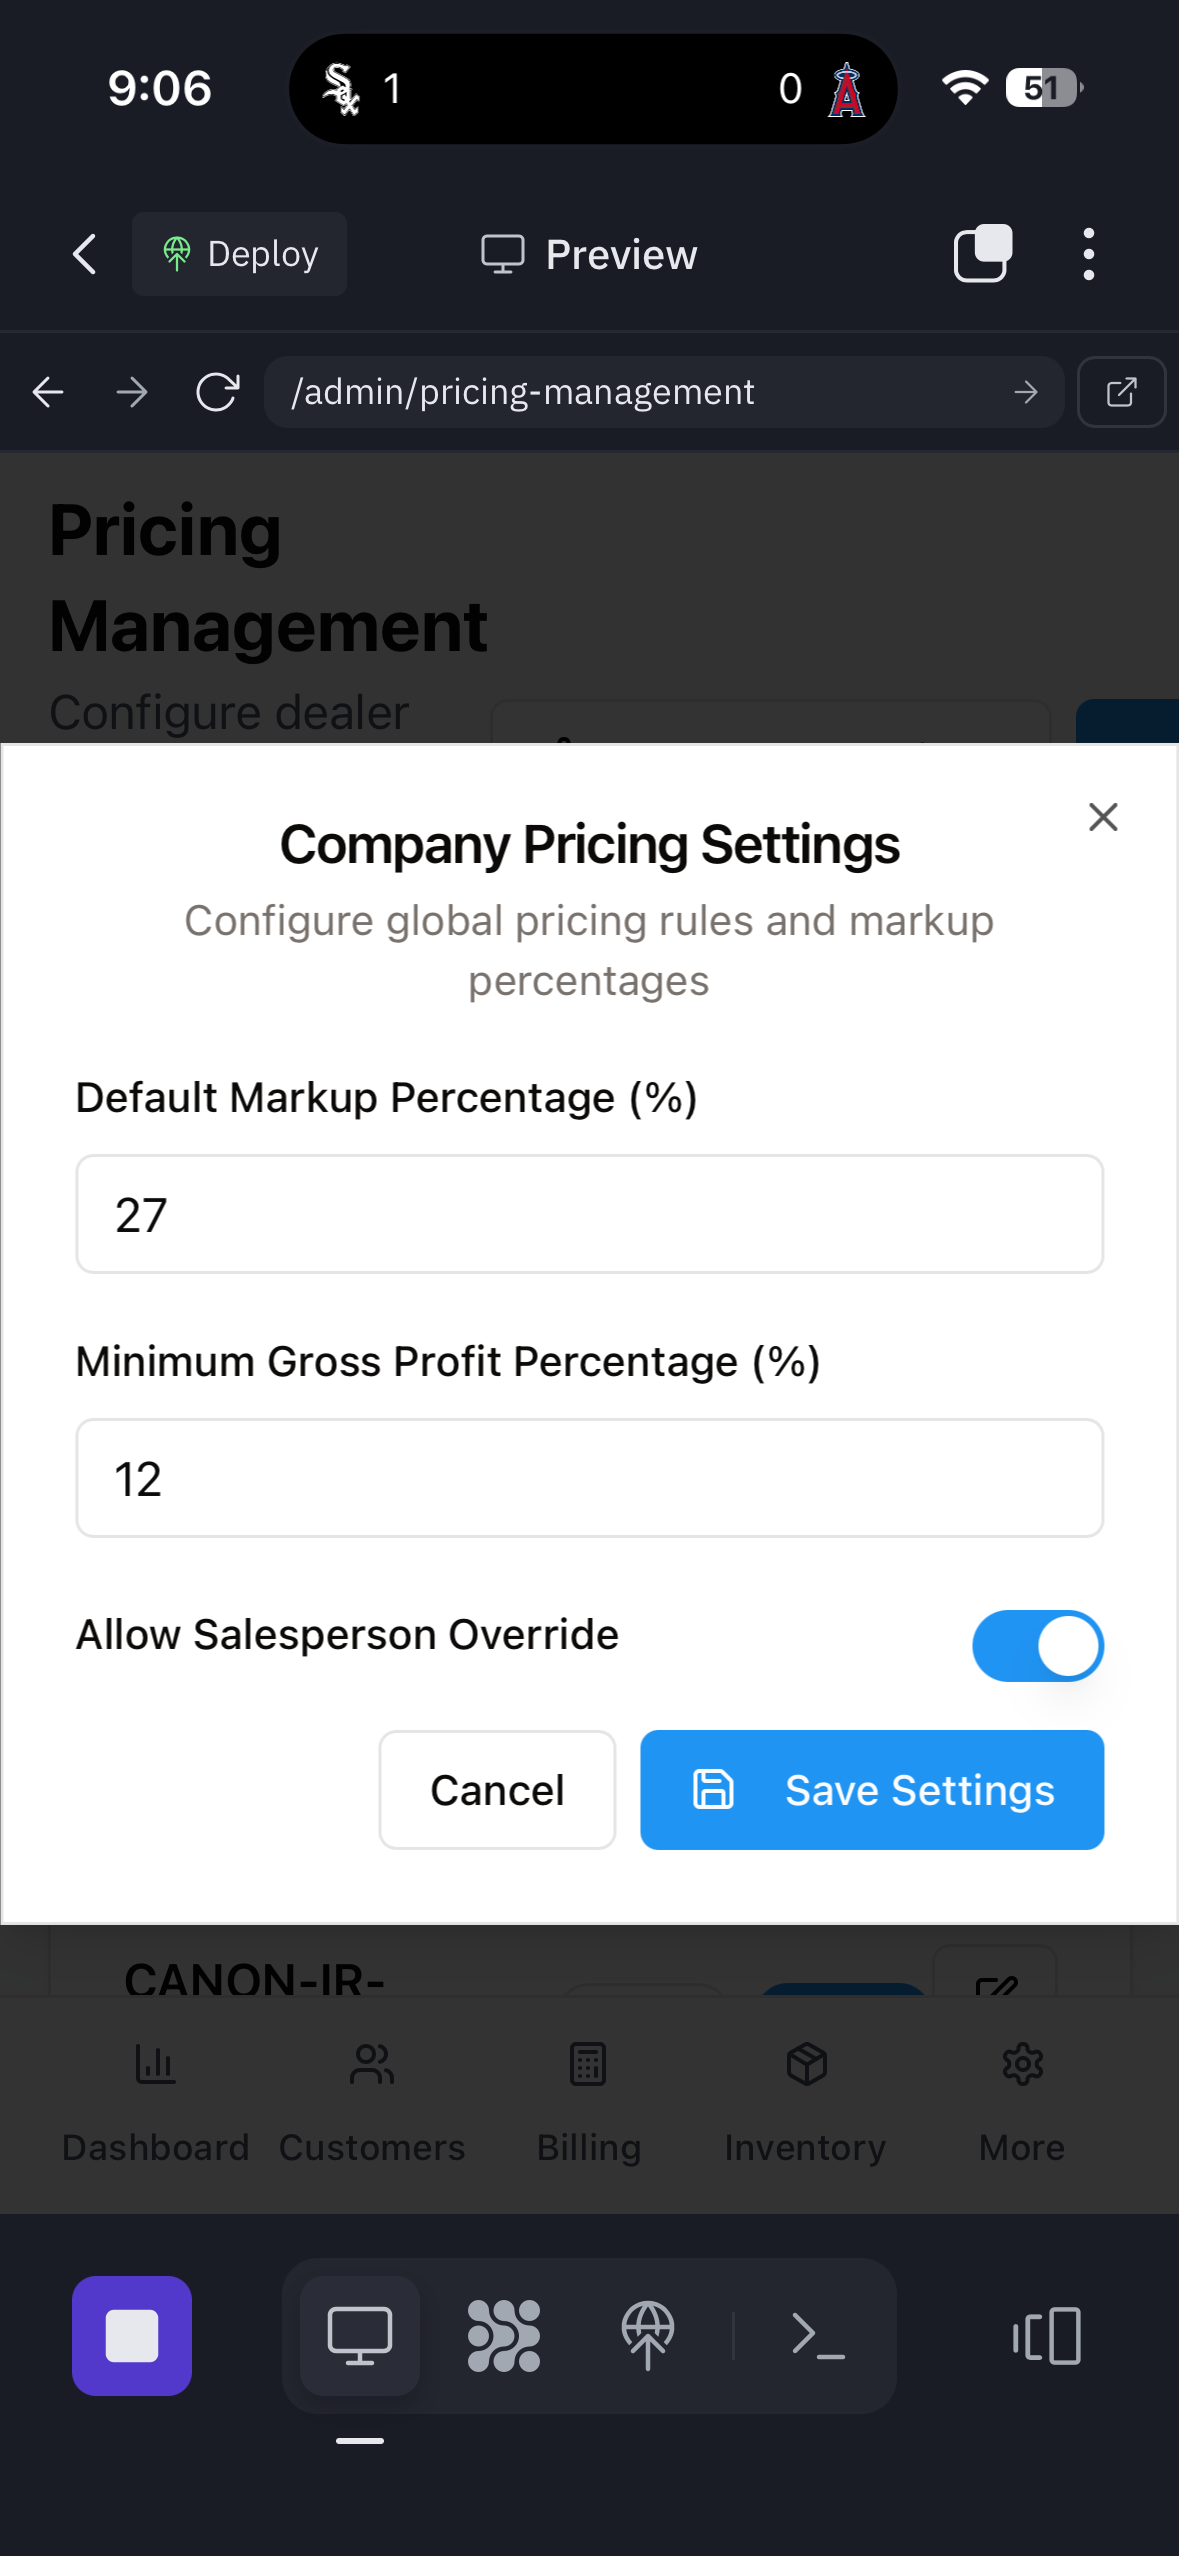 9:06
1
0
51
Deploy
Preview
/admin/pricing-management
Pricing
Management
Configure dealer
Company Pricing Settings
Configure global pricing rules and markup
percentages
Default Markup Percentage (%)
27
Minimum Gross Profit Percentage (%)
12
Allow Salesperson Override
Cancel
Save Settings
CANON-IR-
Dashboard
Customers
Billing
Inventory
More